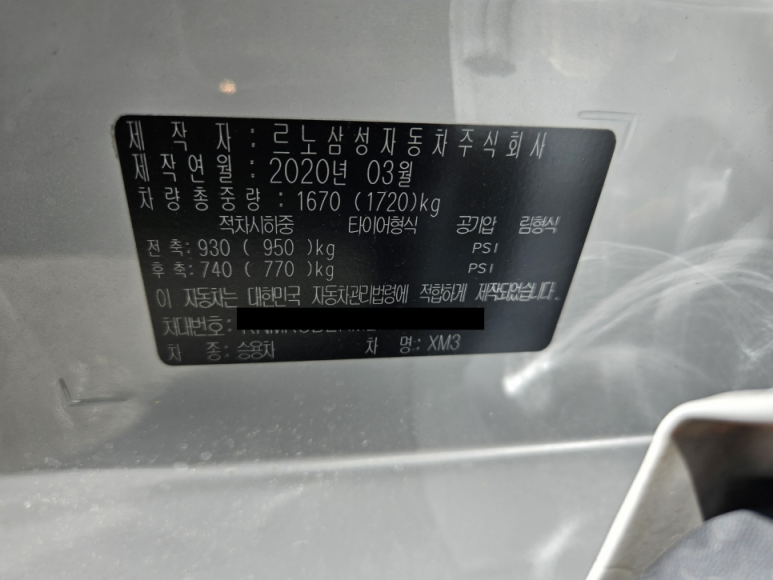 제 작 자 : 르노삼성자동차주식회사
제작연월 : 2020년 03월
차량총중량 : 1670 (1720)kg
적차시하중 타이어형식 공기압 림형식
전 축: 930 ( 950 )kg PSI
후 축: 740 ( 770 )kg PSI
이 자동차는 대한민국 자동차관리법령에 적합하게 제작되었습니다.
차대번호:
차 종: 승용차 차 명: XM3